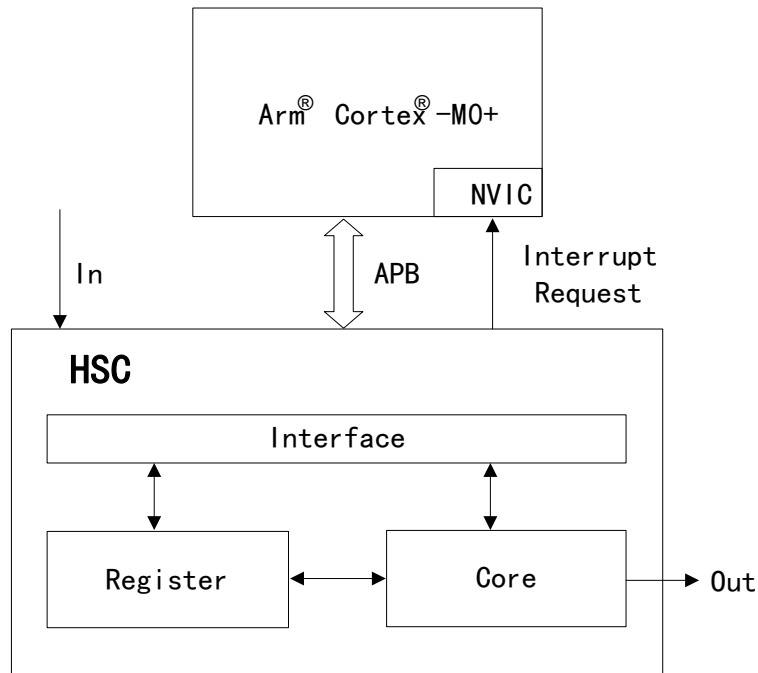 Arm® Cortex®-M0+
NVIC
In
APB
Interrupt
Request
HSC
Interface
Register
Core
Out